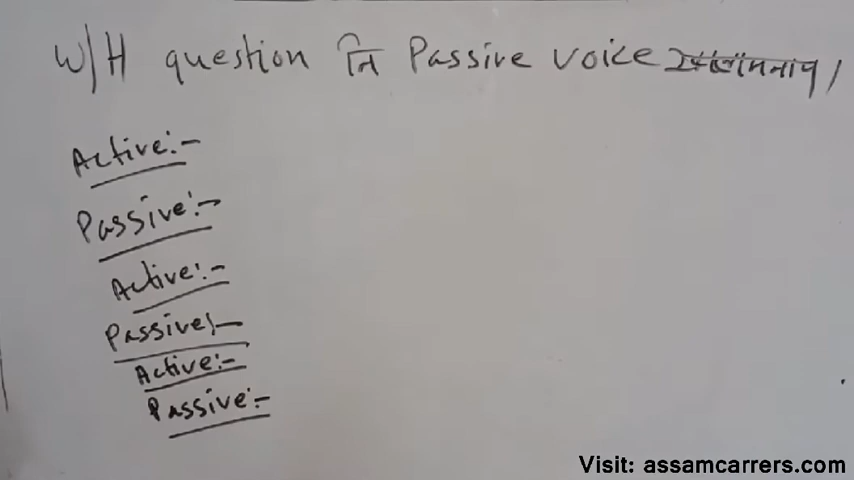 W/H question नि Passive voice
Active:-
Passive:-
Active:-
Passive:-
Active:-
Passive:-
Visit: assamcarrers.com